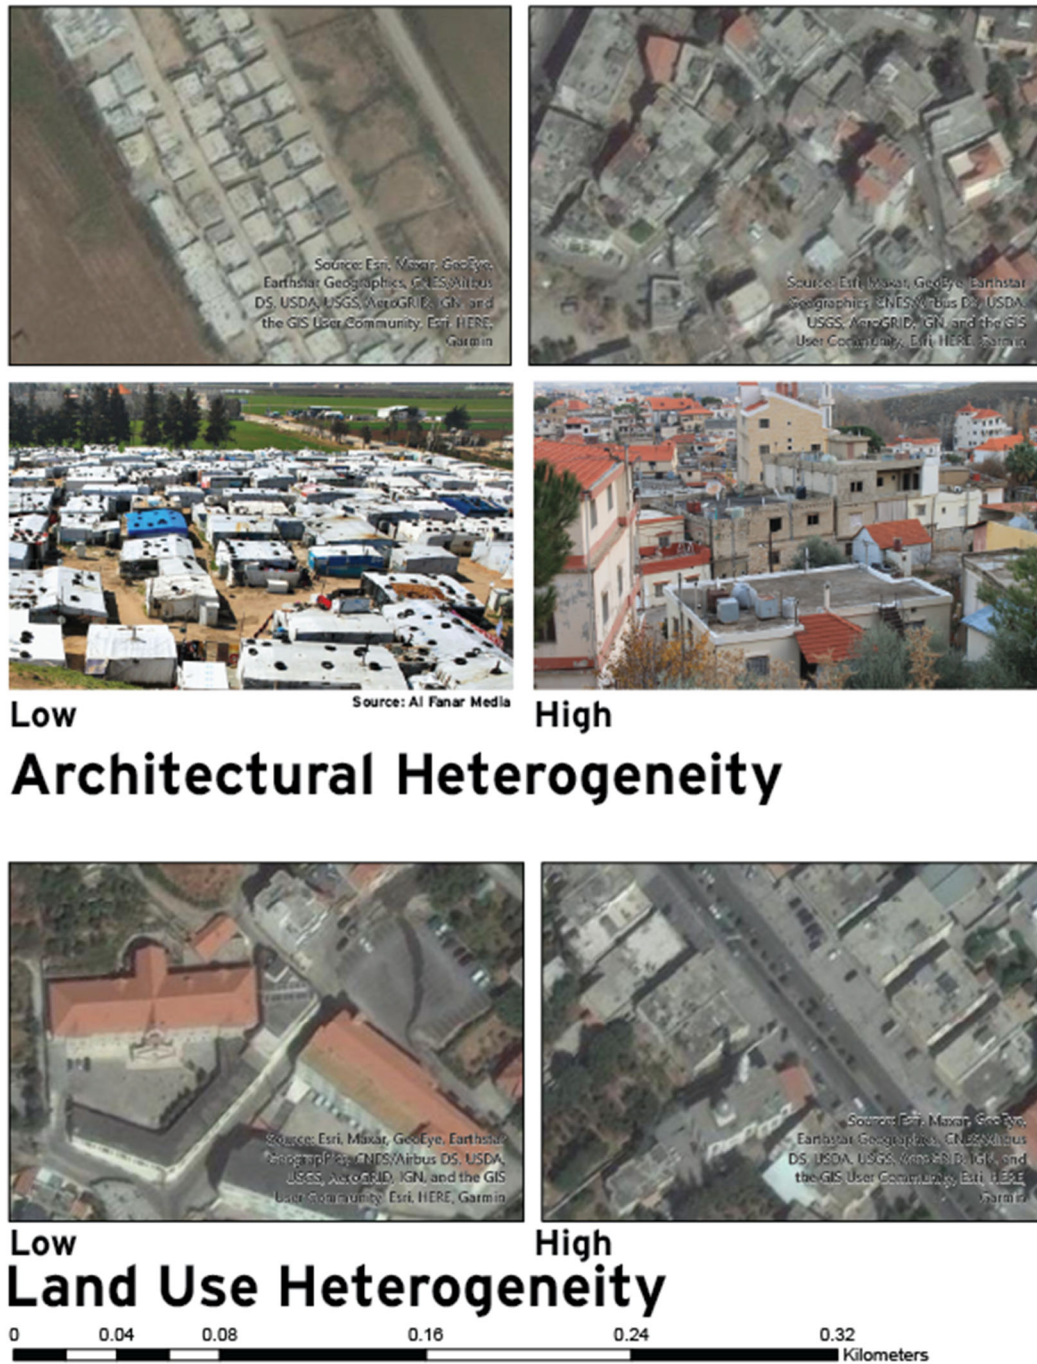 Source: Esri, Maxar, GeoEye,
Earthstar Geographics, CNES/Airbus
DS, USDA, USGS, AeroGRID, IGN, and
the GIS User Community, Esri, HERE,
Garmin
Source: Esri, Maxar, GeoEye, Earthstar
Geographics, CNES/Airbus DS, USDA,
USGS, AeroGRID, IGN, and the GIS
User Community, Esri, HERE, Garmin
Source: Al Fanar Media
Low
High
Architectural Heterogeneity
Source: Esri, Maxar, GeoEye, Earthstar
Geographics, CNES/Airbus DS, USDA,
USGS, AeroGRID, IGN, and the GIS
User Community, Esri, HERE, Garmin
Source: Esri, Maxar, GeoEye,
Earthstar Geographics, CNES/Airbus
DS, USDA, USGS, AeroGRID, IGN, and
the GIS User Community, Esri, HERE,
Garmin
Low
High
Land Use Heterogeneity
0 0.04 0.08 0.16 0.24 0.32
Kilometers